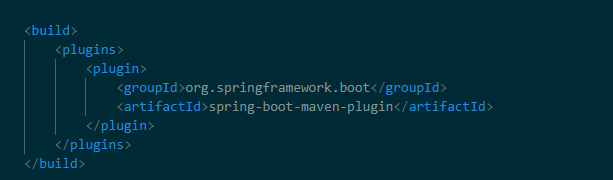 <build>
<plugins>
<plugin>
<groupId>org.springframework.boot</groupId>
<artifactId>spring-boot-maven-plugin</artifactId>
</plugin>
</plugins>
</build>